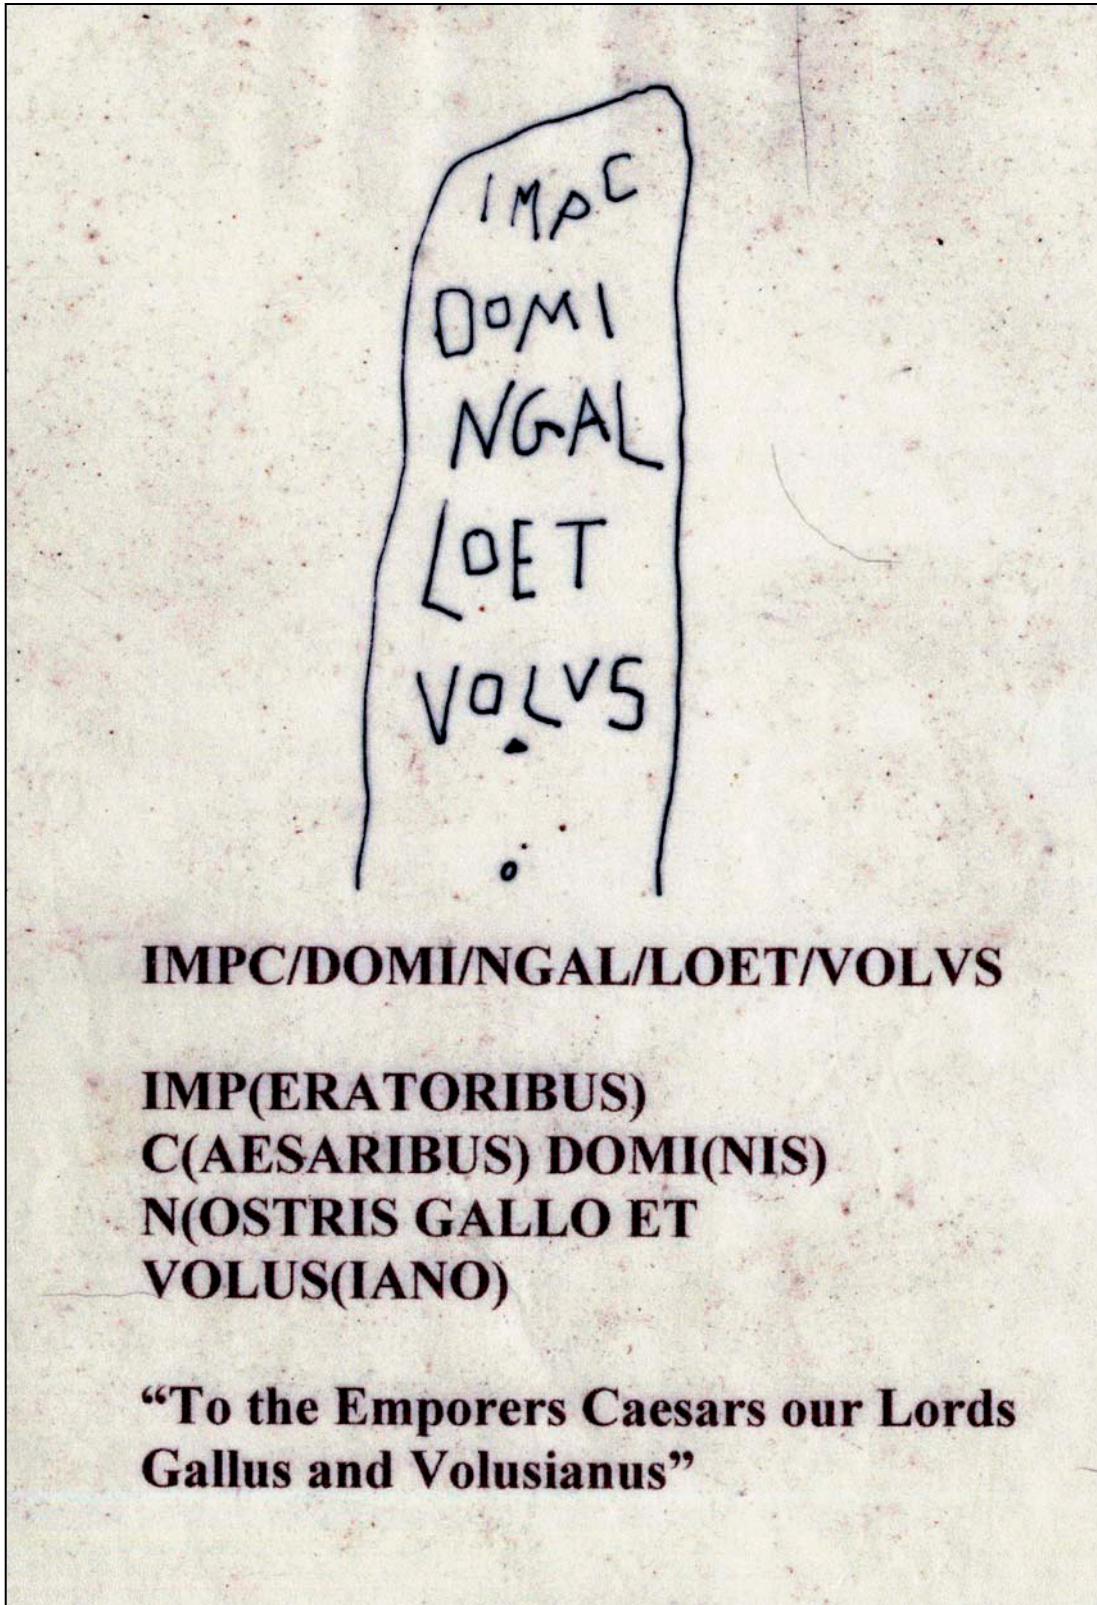 IMPC
DOMI
NGAL
LOET
VOLVS
IMPC/DOMI/NGAL/LOET/VOLVS
IMP(ERATORIBUS)
C(AESARIBUS) DOMI(NIS)
N(OSTRIS GALLO ET
VOLUS(IANO)
“To the Emporers Caesars our Lords
Gallus and Volusianus”